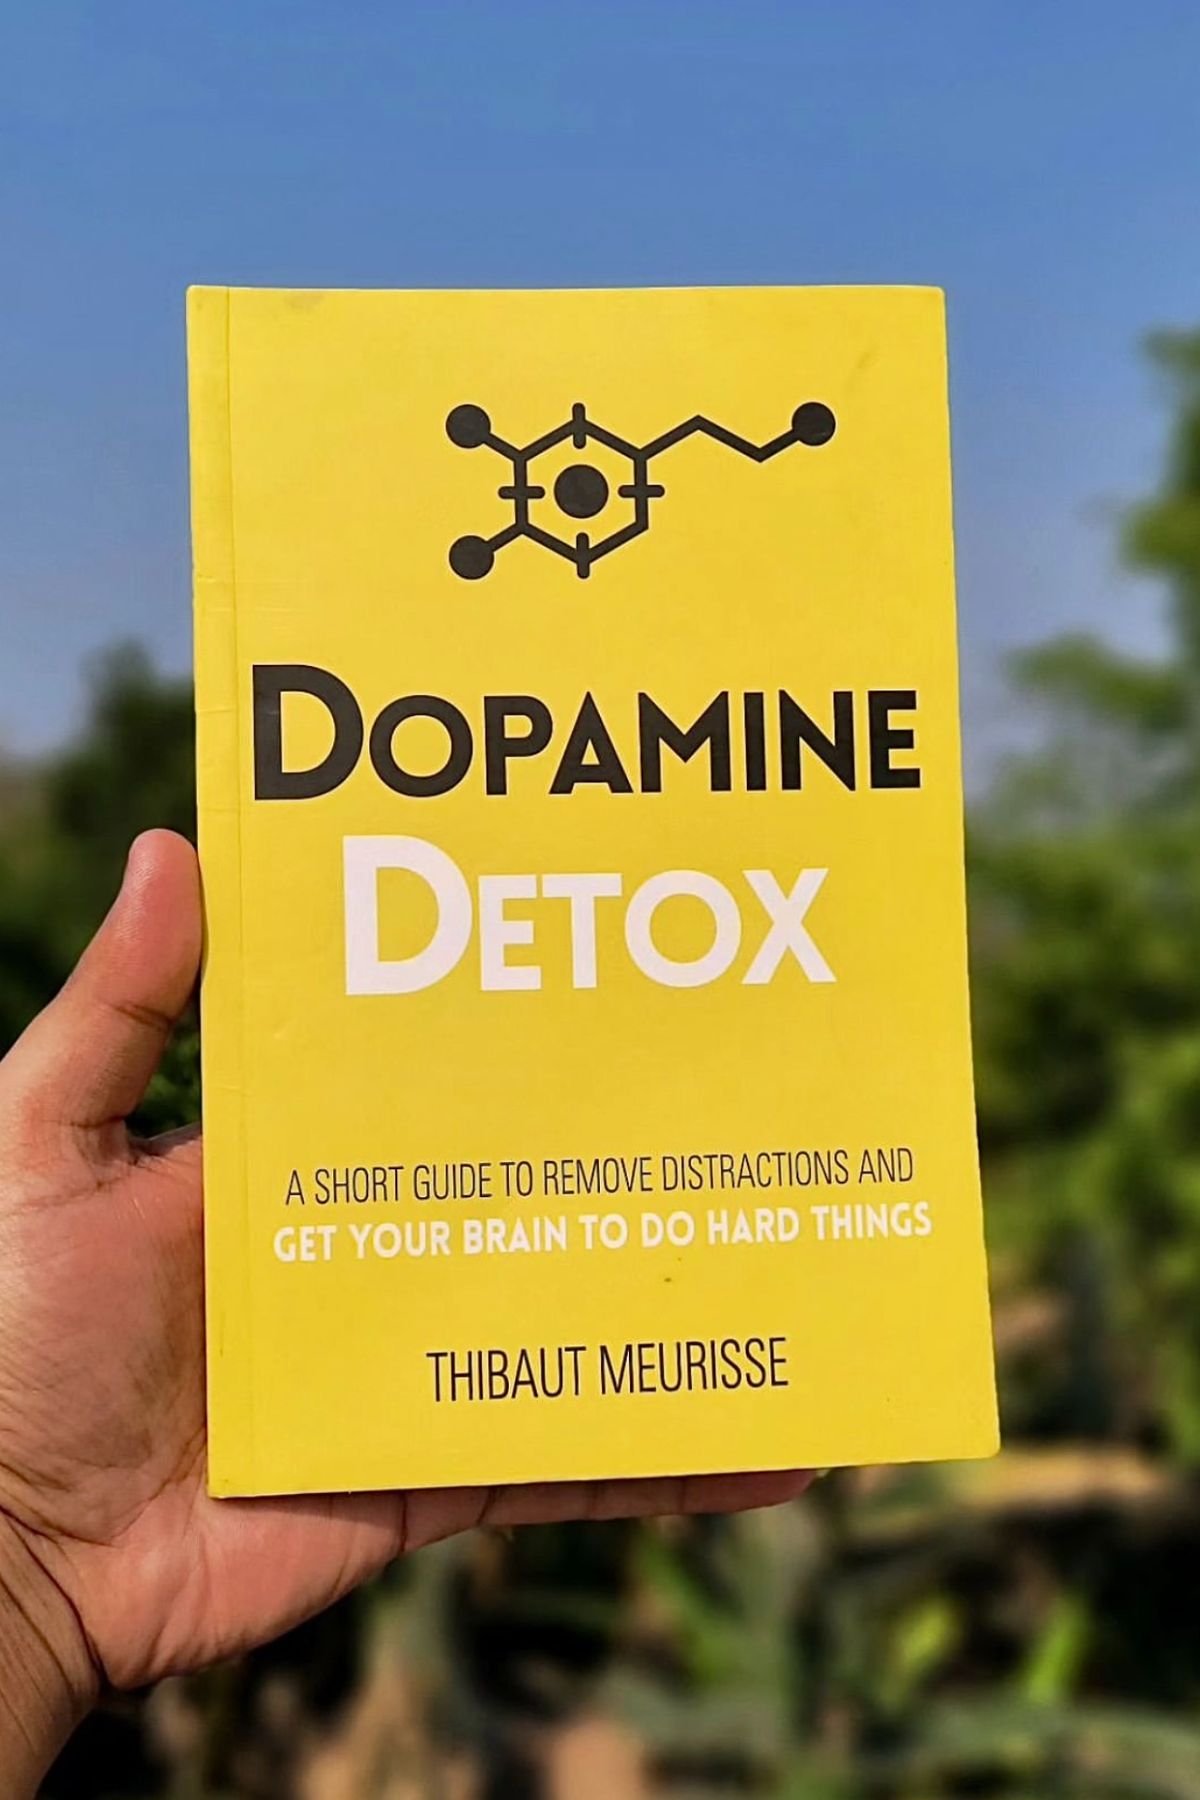 DOPAMINE
DETOX
A SHORT GUIDE TO REMOVE DISTRACTIONS AND
GET YOUR BRAIN TO DO HARD THINGS
THIBAUT MEURISSE